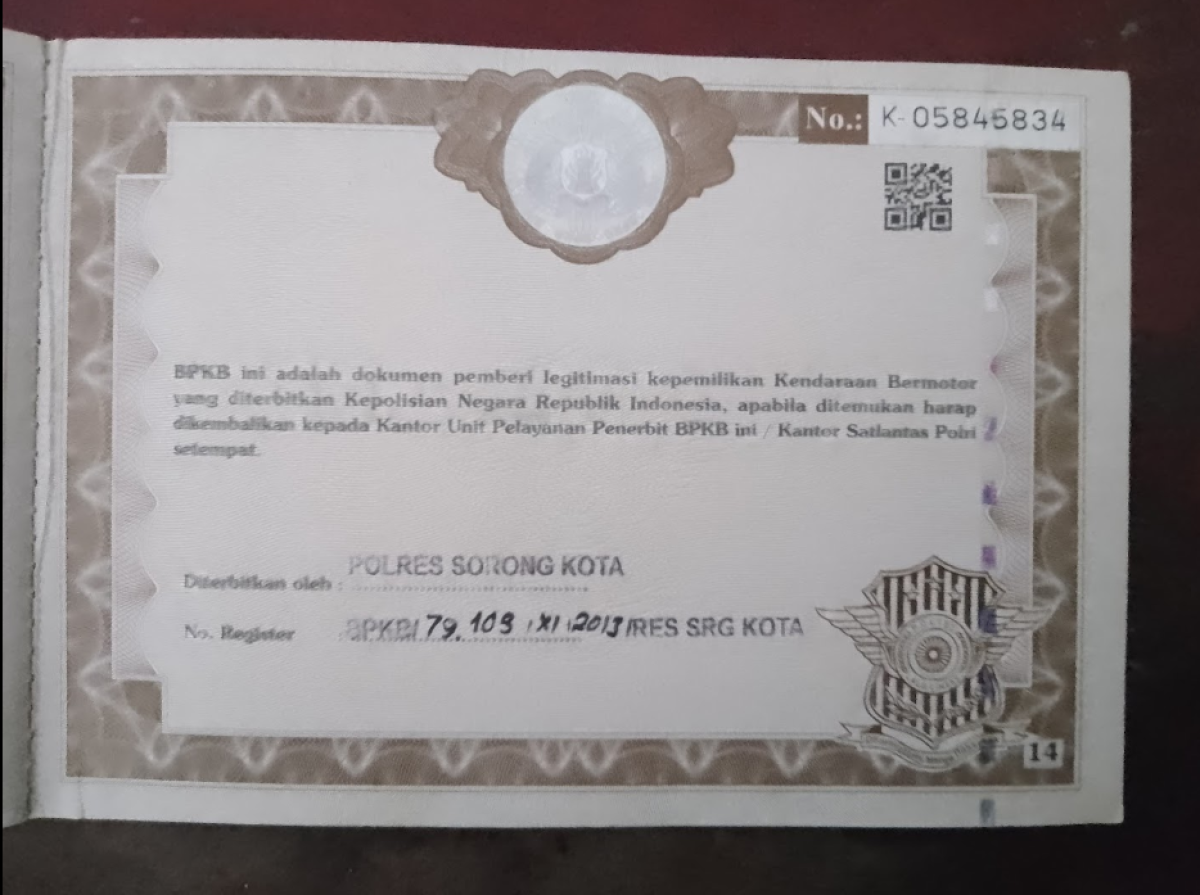 No.: K- 05845834
BPKB ini adalah dokumen pemberi legitimasi kepemilikan Kendaraan Bermotor
yang diterbitkan Kepolisian Negara Republik Indonesia, apabila ditemukan harap
dikembalikan kepada Kantor Unit Pelayanan Penerbit BPKB ini / Kantor Satlantas Polri
setempat.
Diterbitkan oleh : POLRES SORONG KOTA
No. Register BPKB/ 79.103 / XI / 2013 /RES SRG KOTA
14